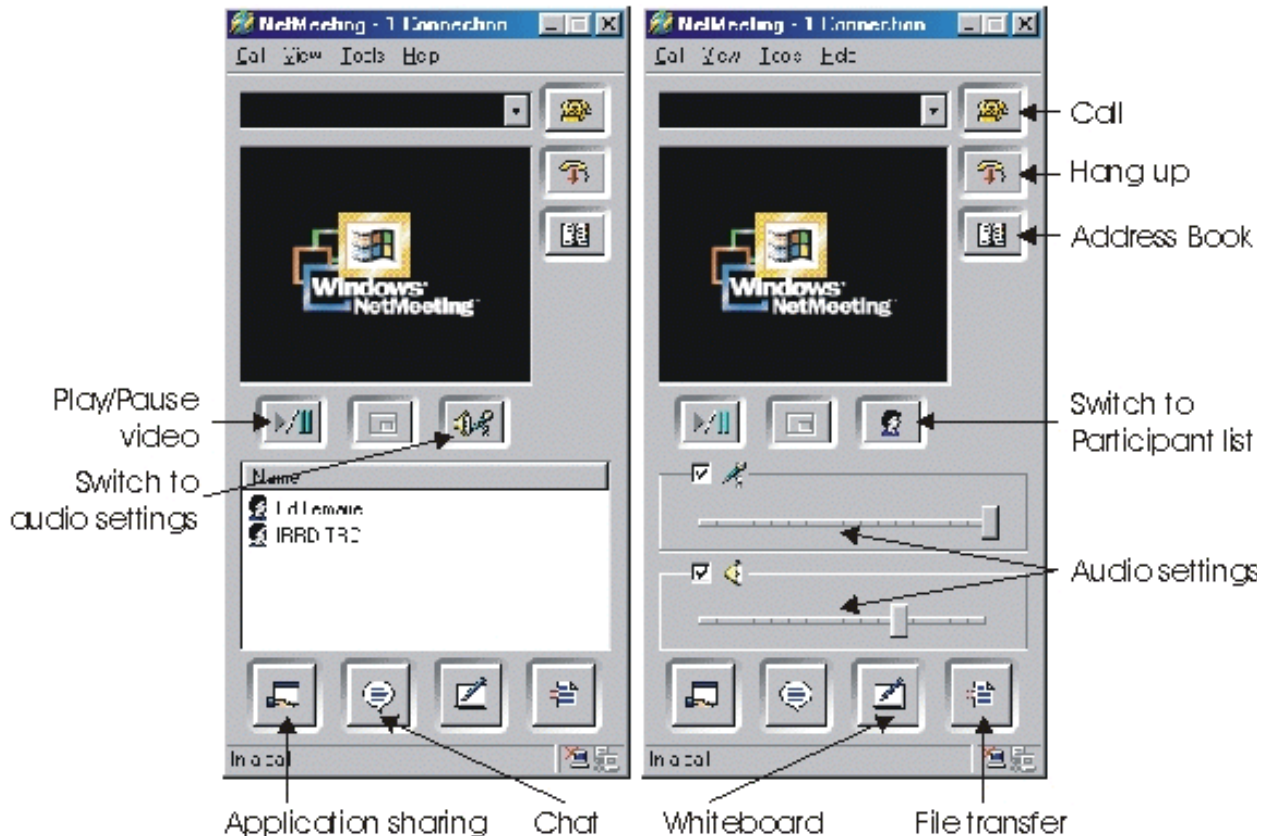 NetMeeting - 1 Connection
Call View Tools Help
Windows
NetMeeting
Play/Pause
video
Switch to
audio settings
Name
In a call
NetMeeting - 1 Connection
Call View Tools Help
Windows
NetMeeting
Call
Hang up
Address Book
Switch to
Participant list
Audio settings
In a call
Application sharing
Chat
Whiteboard
File transfer